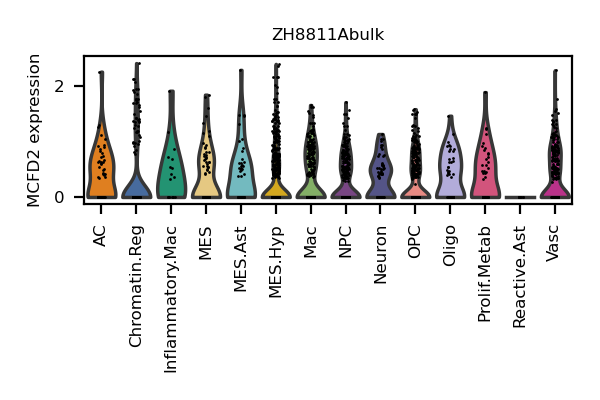 ZH8811Abulk
MCFD2 expression
2
0
AC
Chromatin.Reg
Inflammatory.Mac
MES
MES.Ast
MES.Hyp
Mac
NPC
Neuron
OPC
Oligo
Prolif.Metab
Reactive.Ast
Vasc